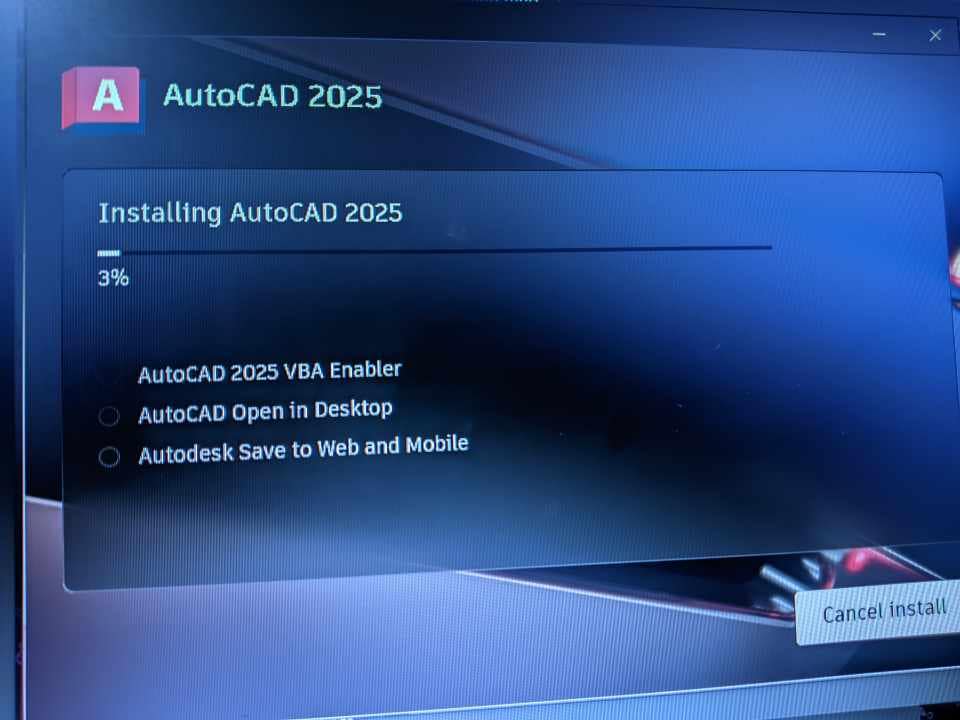 A AutoCAD 2025
Installing AutoCAD 2025
3%
AutoCAD 2025 VBA Enabler
AutoCAD Open in Desktop
Autodesk Save to Web and Mobile
Cancel install